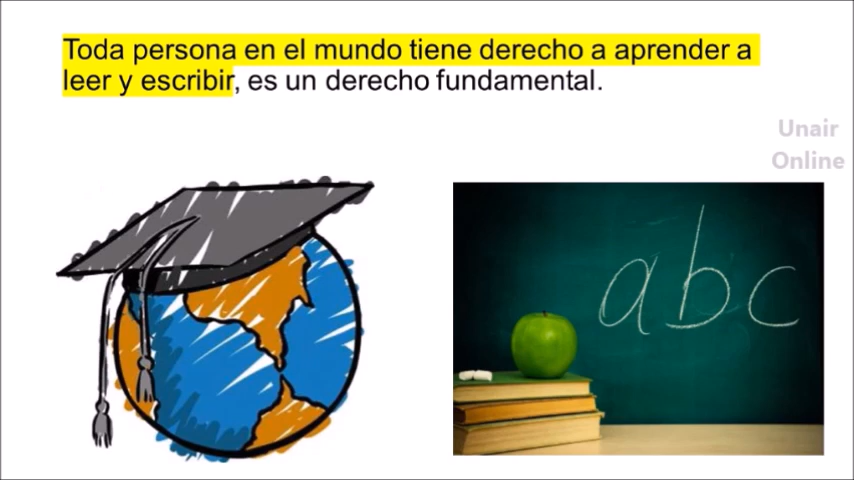 Toda persona en el mundo tiene derecho a aprender a
leer y escribir, es un derecho fundamental.
Unair
Online
abc